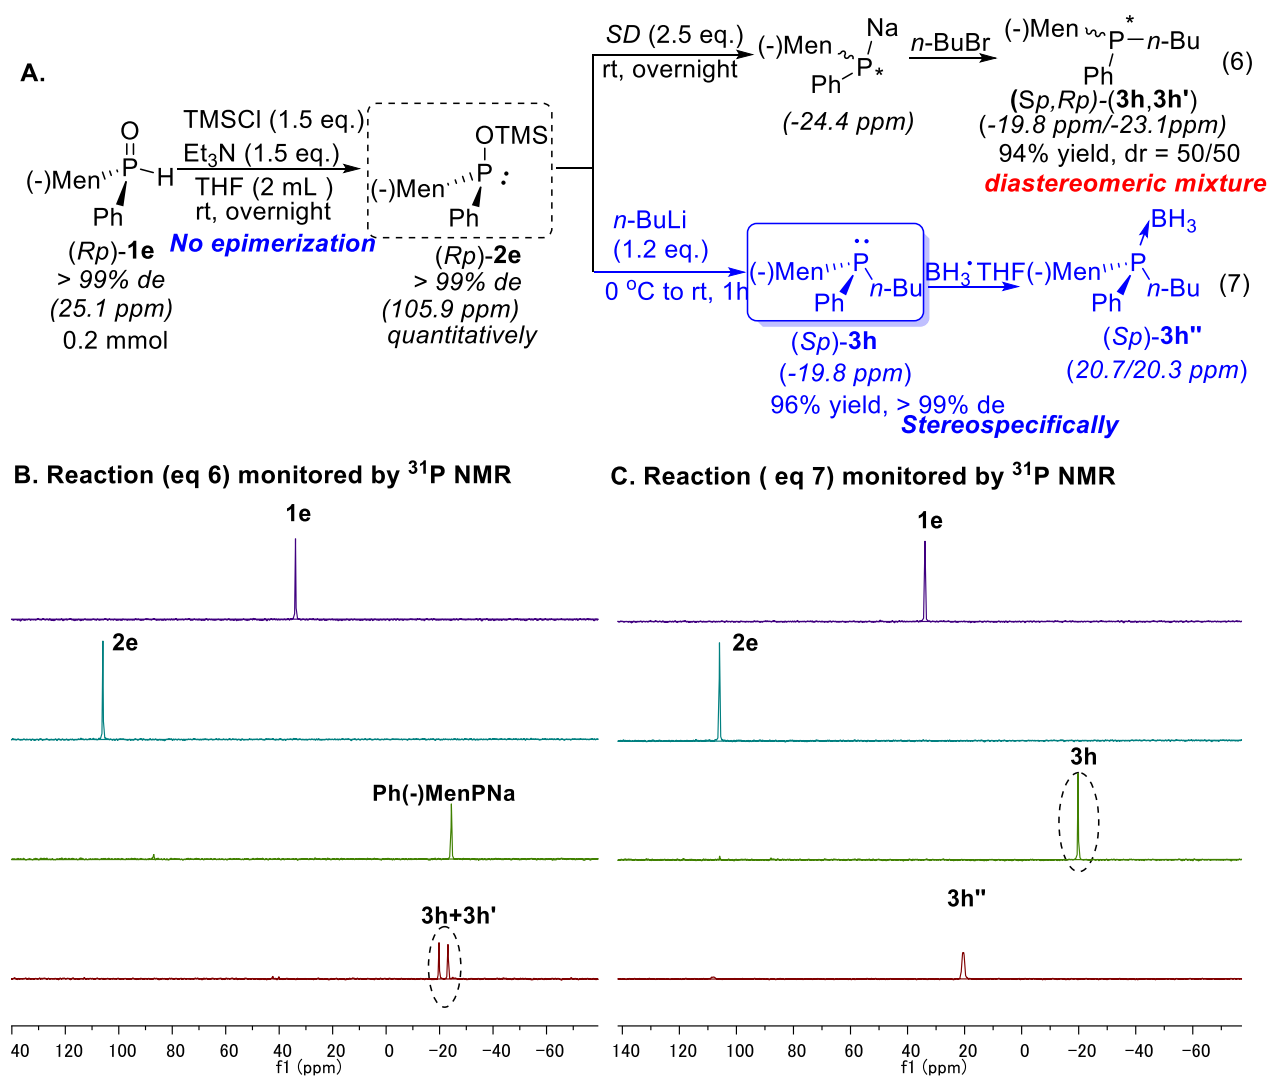 A.
(-)Men
O
P
H
Ph
(Rp)-1e
> 99% de
(25.1 ppm)
0.2 mmol
TMSCl (1.5 eq.)
Et3N (1.5 eq.)
THF (2 mL )
rt, overnight
No epimerization
OTMS
(-)Men
P
:
Ph
(Rp)-2e
> 99% de
(105.9 ppm)
quantitatively
SD (2.5 eq.)
rt, overnight
Na
(-)Men
P
*
Ph
(-24.4 ppm)
n-BuBr
(-)Men
*
P
n-Bu
Ph
(6)
(Sp,Rp)-(3h,3h')
(-19.8 ppm/-23.1ppm)
94% yield, dr = 50/50
diastereomeric mixture
n-BuLi
(1.2 eq.)
0 oC to rt, 1h
(-)Men
P
Ph
n-Bu
(Sp)-3h
(-19.8 ppm)
96% yield, > 99% de
Stereospecifically
BH3·THF
BH3
(-)Men
P
Ph
n-Bu
(7)
(Sp)-3h''
(20.7/20.3 ppm)
B. Reaction (eq 6) monitored by 31P NMR
1e
2e
Ph(-)MenPNa
3h+3h'
40 120 100 80 60 40 20 0 −20 −40 −60
f1 (ppm)
C. Reaction ( eq 7) monitored by 31P NMR
1e
2e
3h
3h''
140 120 100 80 60 40 20 0 −20 −40 −60
f1 (ppm)